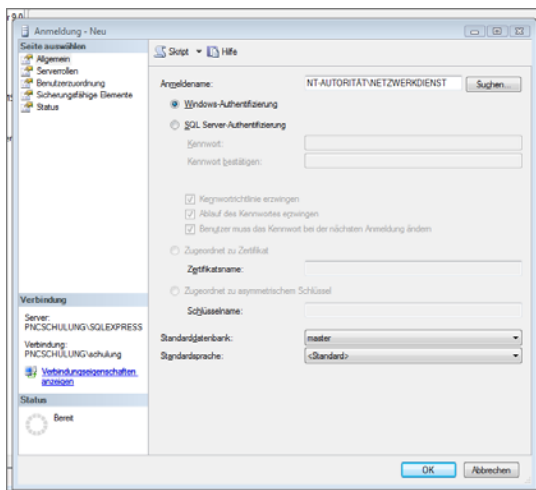 Anmeldung - Neu
Seite auswählen
Allgemein
Serverrollen
Benutzerzuordnung
Sicherungsfähige Elemente
Status
Skript
Hilfe
Anmeldename:
NT-AUTORITÄT\NETZWERKDIENST
Suchen...
Windows-Authentifizierung
SQL Server-Authentifizierung
Kennwort:
Kennwort bestätigen:
Kennwortrichtlinie erzwingen
Ablauf des Kennwortes erzwingen
Benutzer muss das Kennwort bei der nächsten Anmeldung ändern
Zugeordnet zu Zertifikat
Zertifikatsname:
Zugeordnet zu asymmetrischem Schlüssel
Schlüsselname:
Standarddatenbank:
master
Standardsprache:
<Standard>
Verbindung
Server:
PNCSCHULUNG\SQLEXPRESS
Verbindung:
PNCSCHULUNG\schulung
Verbindungseigenschaften
anzeigen
Status
Bereit
OK
Abbrechen